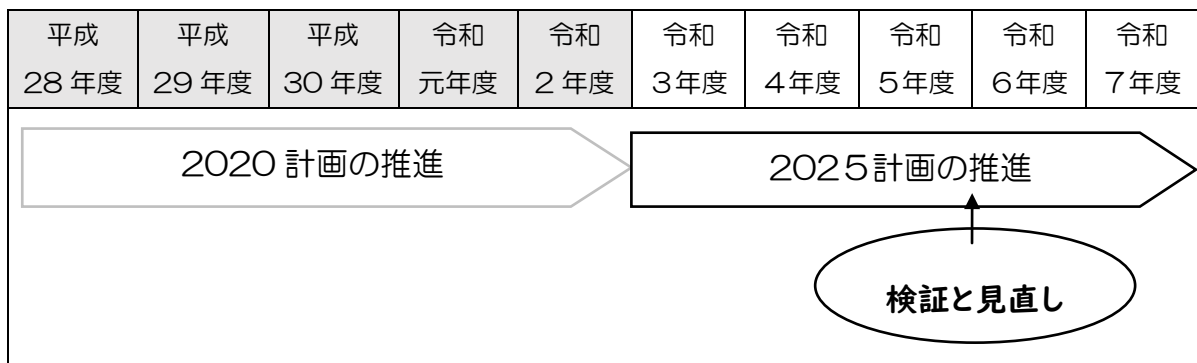 平成 平成 平成 令和 令和 令和 令和 令和 令和 令和
28年度 29年度 30年度 元年度 2年度 3年度 4年度 5年度 6年度 7年度
2020計画の推進 2025計画の推進
検証と見直し